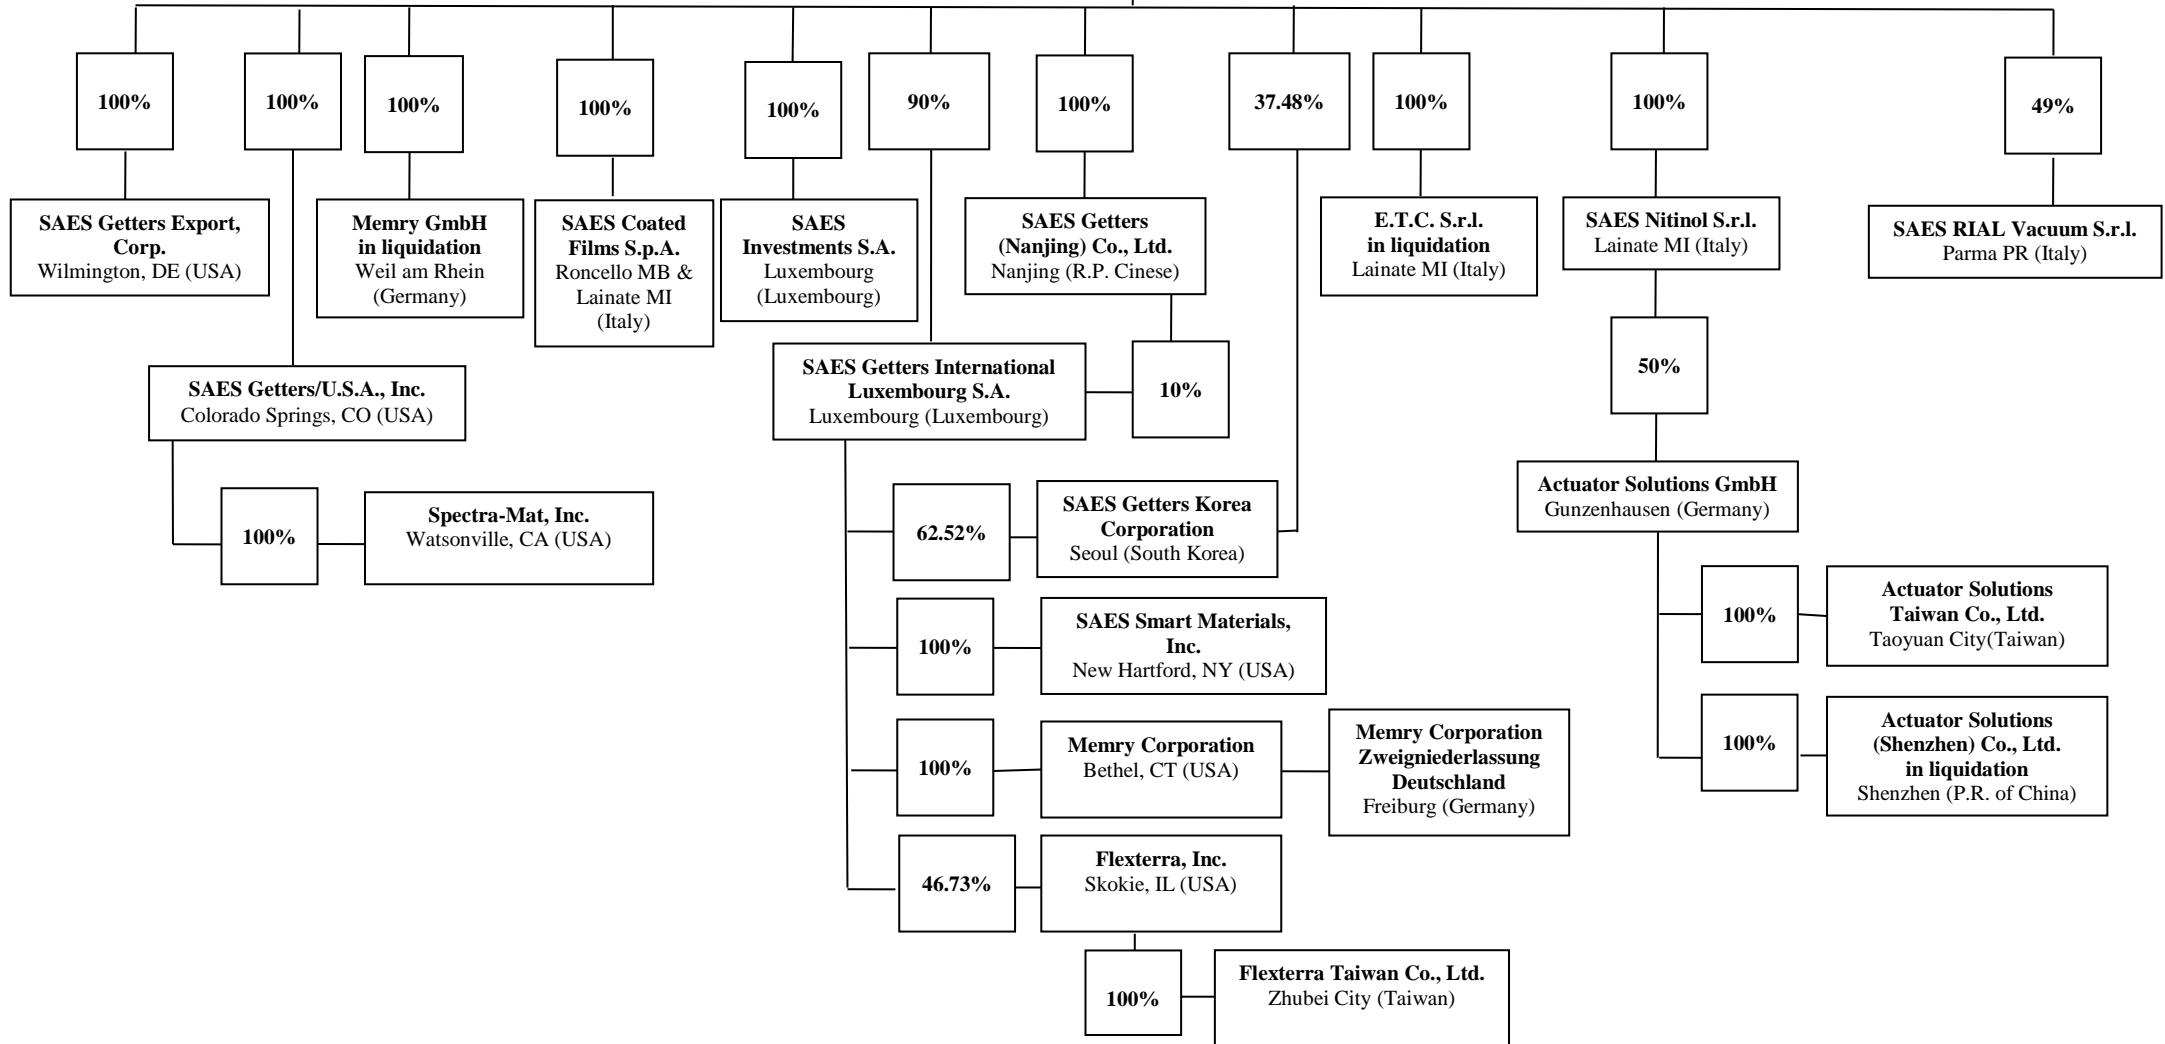 100%
100%
100%
100%
100%
90%
100%
37.48%
100%
100%
49%
SAES Getters Export,
Corp.
Wilmington, DE (USA)
Memry GmbH
in liquidation
Weil am Rhein
(Germany)
SAES Coated
Films S.p.A.
Roncello MB &
Lainate MI
(Italy)
SAES
Investments S.A.
Luxembourg
(Luxembourg)
SAES Getters
(Nanjing) Co., Ltd.
Nanjing (R.P. Cinese)
E.T.C. S.r.l.
in liquidation
Lainate MI (Italy)
SAES Nitinol S.r.l.
Lainate MI (Italy)
SAES RIAL Vacuum S.r.l.
Parma PR (Italy)
SAES Getters/U.S.A., Inc.
Colorado Springs, CO (USA)
SAES Getters International
Luxembourg S.A.
Luxembourg (Luxembourg)
10%
50%
100%
Spectra-Mat, Inc.
Watsonville, CA (USA)
62.52%
SAES Getters Korea
Corporation
Seoul (South Korea)
Actuator Solutions GmbH
Gunzenhausen (Germany)
100%
SAES Smart Materials,
Inc.
New Hartford, NY (USA)
100%
Actuator Solutions
Taiwan Co., Ltd.
Taoyuan City(Taiwan)
100%
Memry Corporation
Bethel, CT (USA)
Memry Corporation
Zweigniederlassung
Deutschland
Freiburg (Germany)
100%
Actuator Solutions
(Shenzhen) Co., Ltd.
in liquidation
Shenzhen (P.R. of China)
46.73%
Flexterra, Inc.
Skokie, IL (USA)
100%
Flexterra Taiwan Co., Ltd.
Zhubei City (Taiwan)